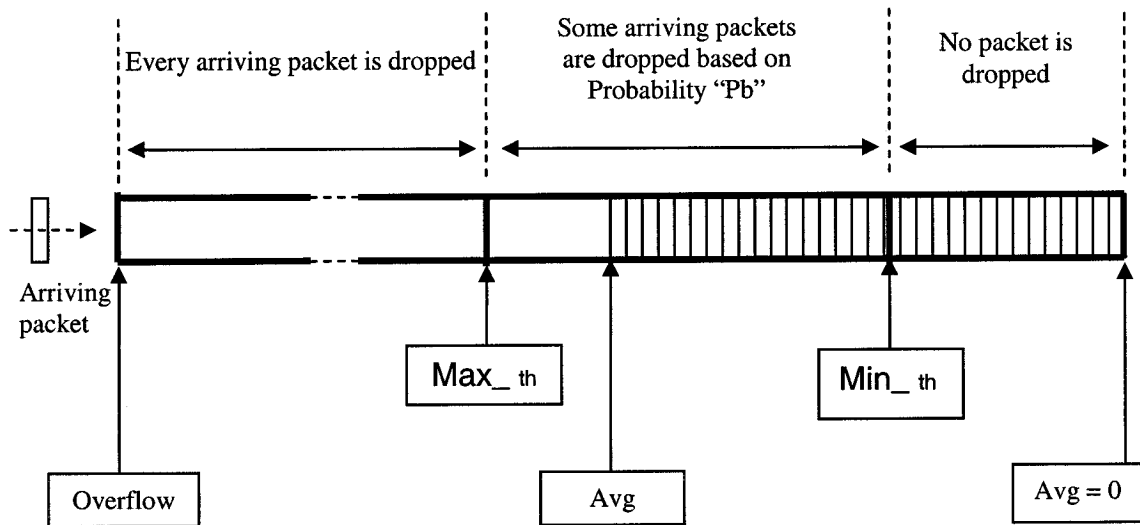 Every arriving packet is dropped
Some arriving packets
are dropped based on
Probability “Pb”
No packet is
dropped
Arriving
packet
Max_ th
Min_ th
Overflow
Avg
Avg = 0